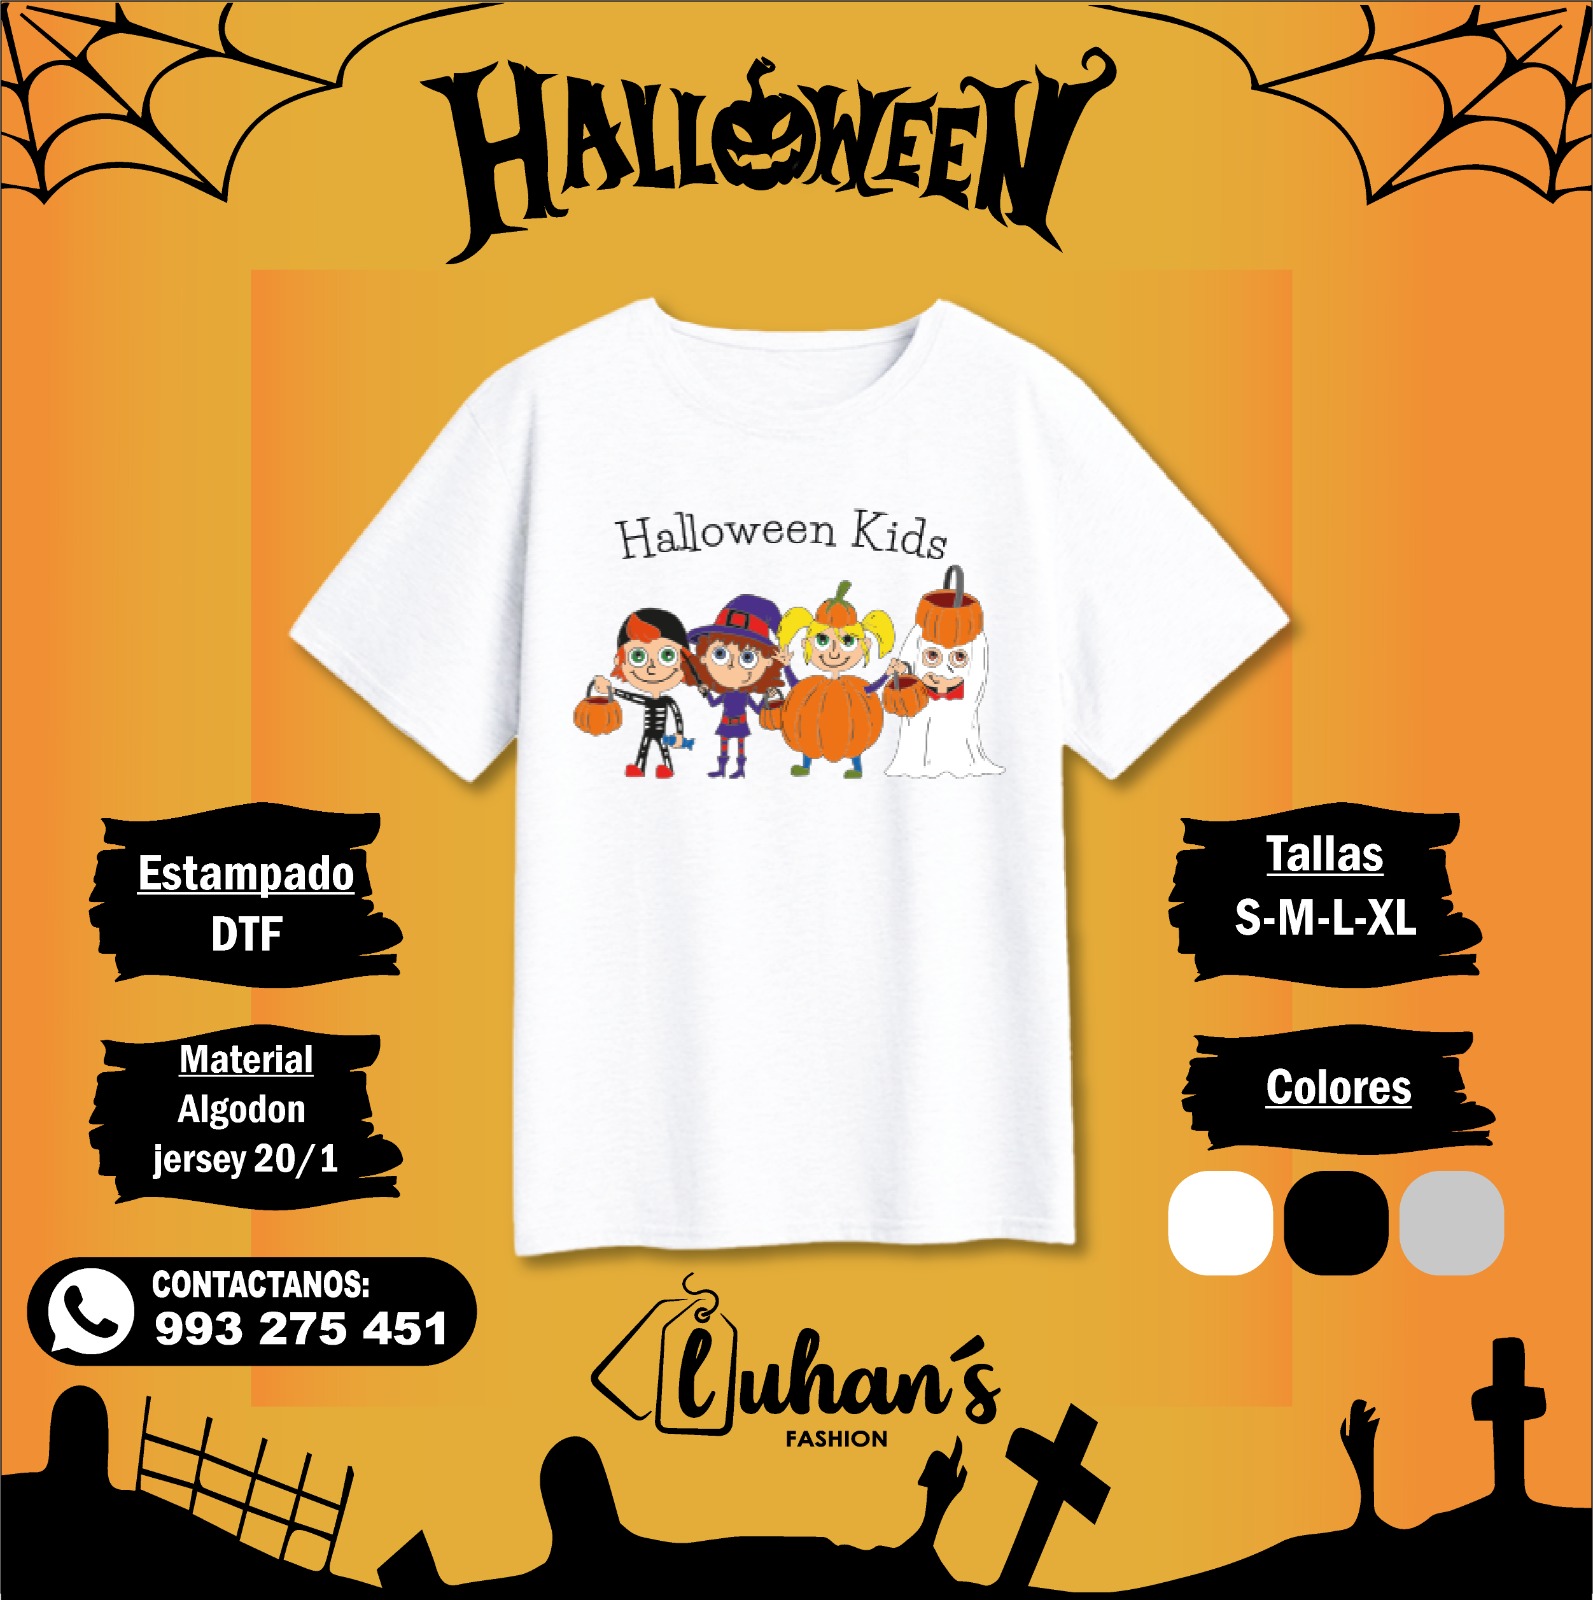 HALLOWEEN
Halloween Kids
Estampado
DTF
Material
Algodon
jersey 20/1
Tallas
S-M-L-XL
Colores
CONTACTANOS:
993 275 451
luhan´s
FASHION